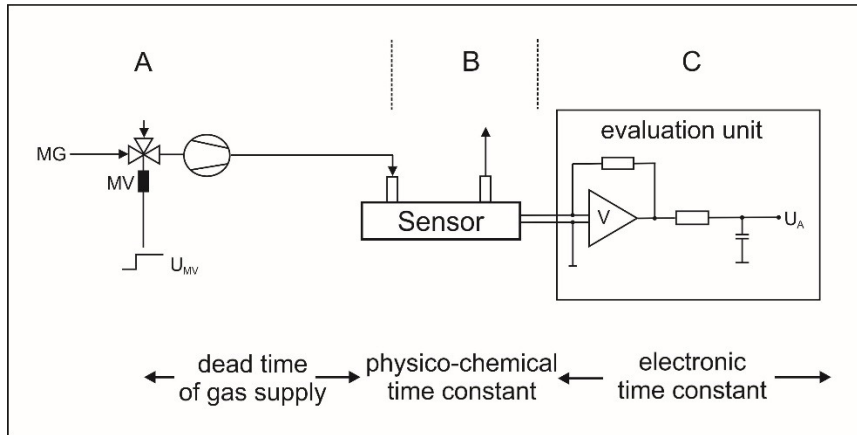 A
B
C
evaluation unit
MG
MV
Sensor
V
U_A
U_MV
dead time
of gas supply
physico-chemical
time constant
electronic
time constant